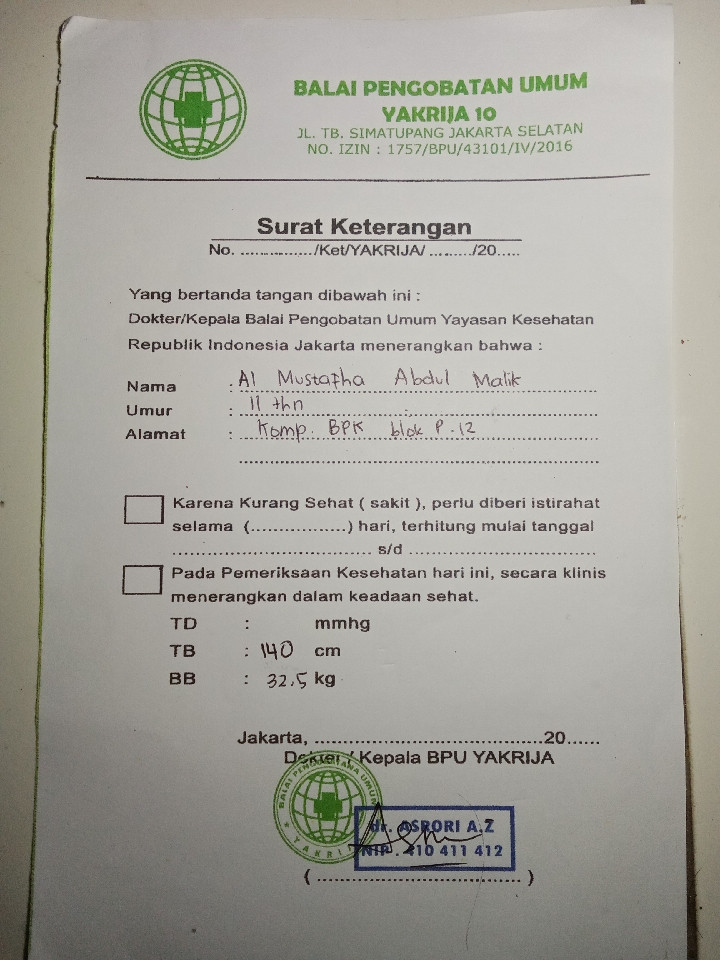 BALAI PENGOBATAN UMUM
YAKRIJA 10
JL. TB. SIMATUPANG JAKARTA SELATAN
NO. IZIN : 1757/BPU/43101/IV/2016
Surat Keterangan
No. ................/Ket/YAKRIJA/ ........./20.....
Yang bertanda tangan dibawah ini :
Dokter/Kepala Balai Pengobatan Umum Yayasan Kesehatan
Republik Indonesia Jakarta menerangkan bahwa :
Nama : Al Mustafha Abdul Malik
Umur : 11 thn
Alamat : Komp. BPK blok P.12
Karena Kurang Sehat ( sakit ), perlu diberi istirahat
selama (................) hari, terhitung mulai tanggal
................................... s/d .................................
Pada Pemeriksaan Kesehatan hari ini, secara klinis
menerangkan dalam keadaan sehat.
TD : mmhg
TB : 140 cm
BB : 32,5 kg
Jakarta, ........................................20......
Dokter / Kepala BPU YAKRIJA
BALAI PENGOBATANA UMUM
YAKRIJA
dr. ASRORI A.Z
NIP . 410 411 412
( .................................... )